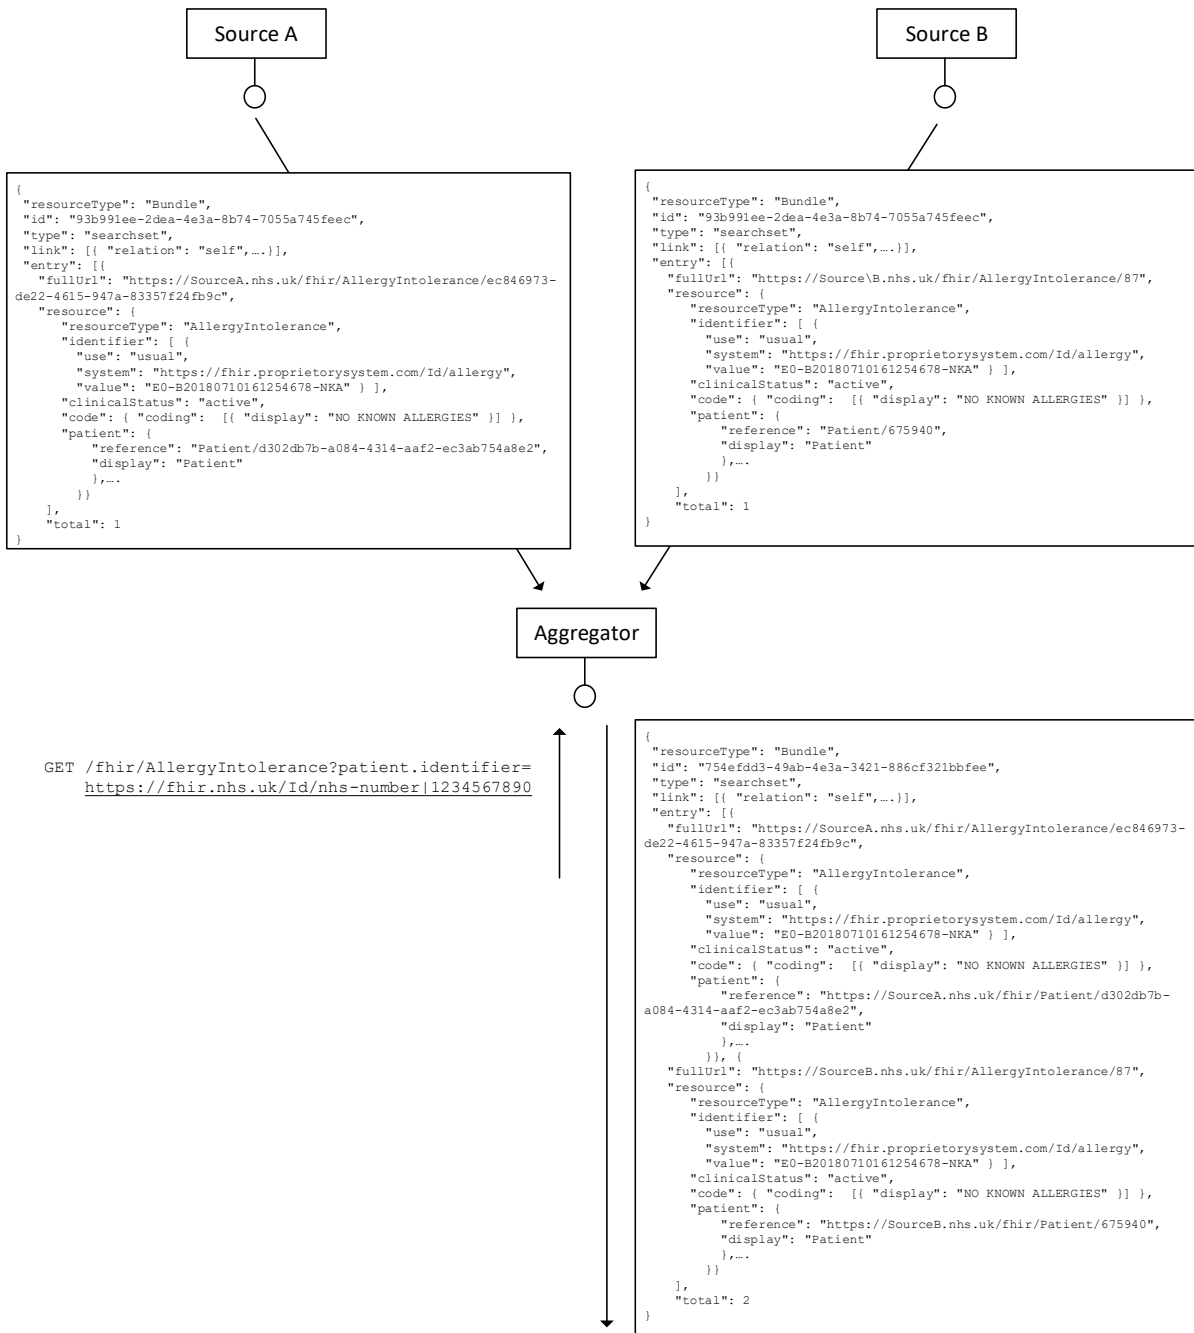 Source A
Source B
{
"resourceType": "Bundle",
"id": "93b991ee-2dea-4e3a-8b74-7055a745feec",
"type": "searchset",
"link": [{ "relation": "self",….}],
"entry": [{
"fullUrl": "https://SourceA.nhs.uk/fhir/AllergyIntolerance/ec846973-
de22-4615-947a-83357f24fb9c",
"resource": {
"resourceType": "AllergyIntolerance",
"identifier": [ {
"use": "usual",
"system": "https://fhir.proprietorysystem.com/Id/allergy",
"value": "E0-B20180710161254678-NKA" } ],
"clinicalStatus": "active",
"code": { "coding":  [{ "display": "NO KNOWN ALLERGIES" }] },
"patient": {
"reference": "Patient/d302db7b-a084-4314-aaf2-ec3ab754a8e2",
"display": "Patient"
},….
}}
],
"total": 1
}
{
"resourceType": "Bundle",
"id": "93b991ee-2dea-4e3a-8b74-7055a745feec",
"type": "searchset",
"link": [{ "relation": "self",….}],
"entry": [{
"fullUrl": "https://Source\B.nhs.uk/fhir/AllergyIntolerance/87",
"resource": {
"resourceType": "AllergyIntolerance",
"identifier": [ {
"use": "usual",
"system": "https://fhir.proprietorysystem.com/Id/allergy",
"value": "E0-B20180710161254678-NKA" } ],
"clinicalStatus": "active",
"code": { "coding":  [{ "display": "NO KNOWN ALLERGIES" }] },
"patient": {
"reference": "Patient/675940",
"display": "Patient"
},….
}}
],
"total": 1
}
Aggregator
GET /fhir/AllergyIntolerance?patient.identifier=
https://fhir.nhs.uk/Id/nhs-number|1234567890
{
"resourceType": "Bundle",
"id": "754efdd3-49ab-4e3a-3421-886cf321bbfee",
"type": "searchset",
"link": [{ "relation": "self",….}],
"entry": [{
"fullUrl": "https://SourceA.nhs.uk/fhir/AllergyIntolerance/ec846973-
de22-4615-947a-83357f24fb9c",
"resource": {
"resourceType": "AllergyIntolerance",
"identifier": [ {
"use": "usual",
"system": "https://fhir.proprietorysystem.com/Id/allergy",
"value": "E0-B20180710161254678-NKA" } ],
"clinicalStatus": "active",
"code": { "coding":  [{ "display": "NO KNOWN ALLERGIES" }] },
"patient": {
"reference": "https://SourceA.nhs.uk/fhir/Patient/d302db7b-
a084-4314-aaf2-ec3ab754a8e2",
"display": "Patient"
},….
}}, {
"fullUrl": "https://SourceB.nhs.uk/fhir/AllergyIntolerance/87",
"resource": {
"resourceType": "AllergyIntolerance",
"identifier": [ {
"use": "usual",
"system": "https://fhir.proprietorysystem.com/Id/allergy",
"value": "E0-B20180710161254678-NKA" } ],
"clinicalStatus": "active",
"code": { "coding":  [{ "display": "NO KNOWN ALLERGIES" }] },
"patient": {
"reference": "https://SourceB.nhs.uk/fhir/Patient/675940",
"display": "Patient"
},….
}}
],
"total": 2
}